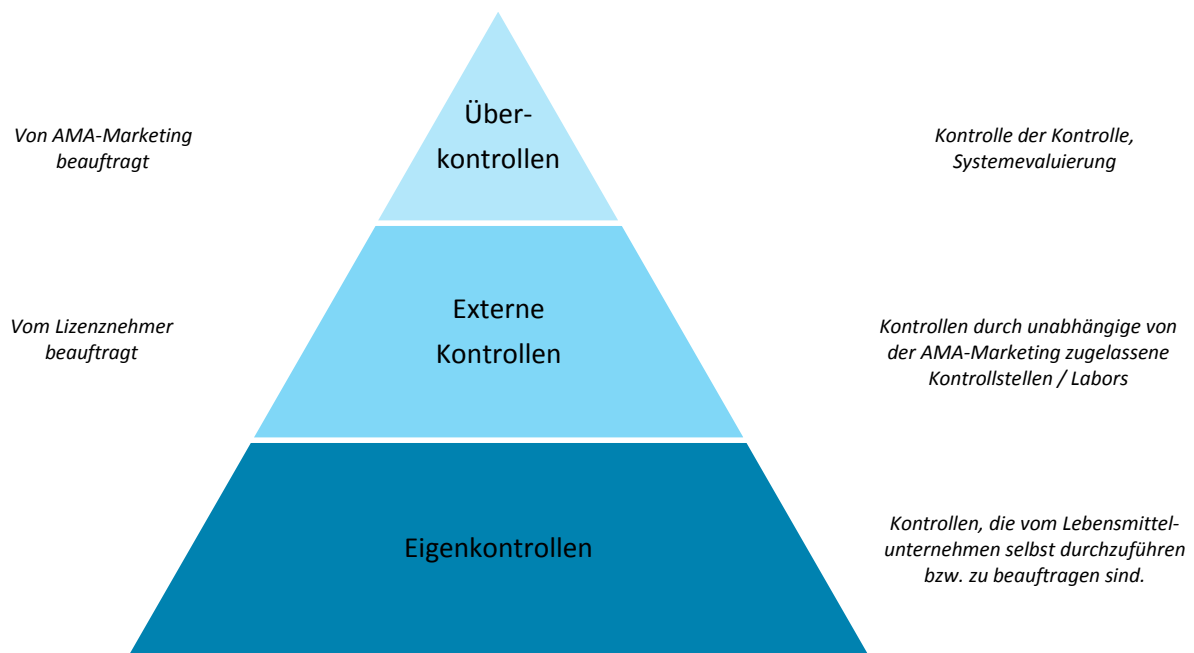 Von AMA-Marketing
beauftragt
Über-
kontrollen
Kontrolle der Kontrolle,
Systemevaluierung
Vom Lizenznehmer
beauftragt
Externe
Kontrollen
Kontrollen durch unabhängige von
der AMA-Marketing zugelassene
Kontrollstellen / Labors
Eigenkontrollen
Kontrollen, die vom Lebensmittel-
unternehmen selbst durchzuführen
bzw. zu beauftragen sind.